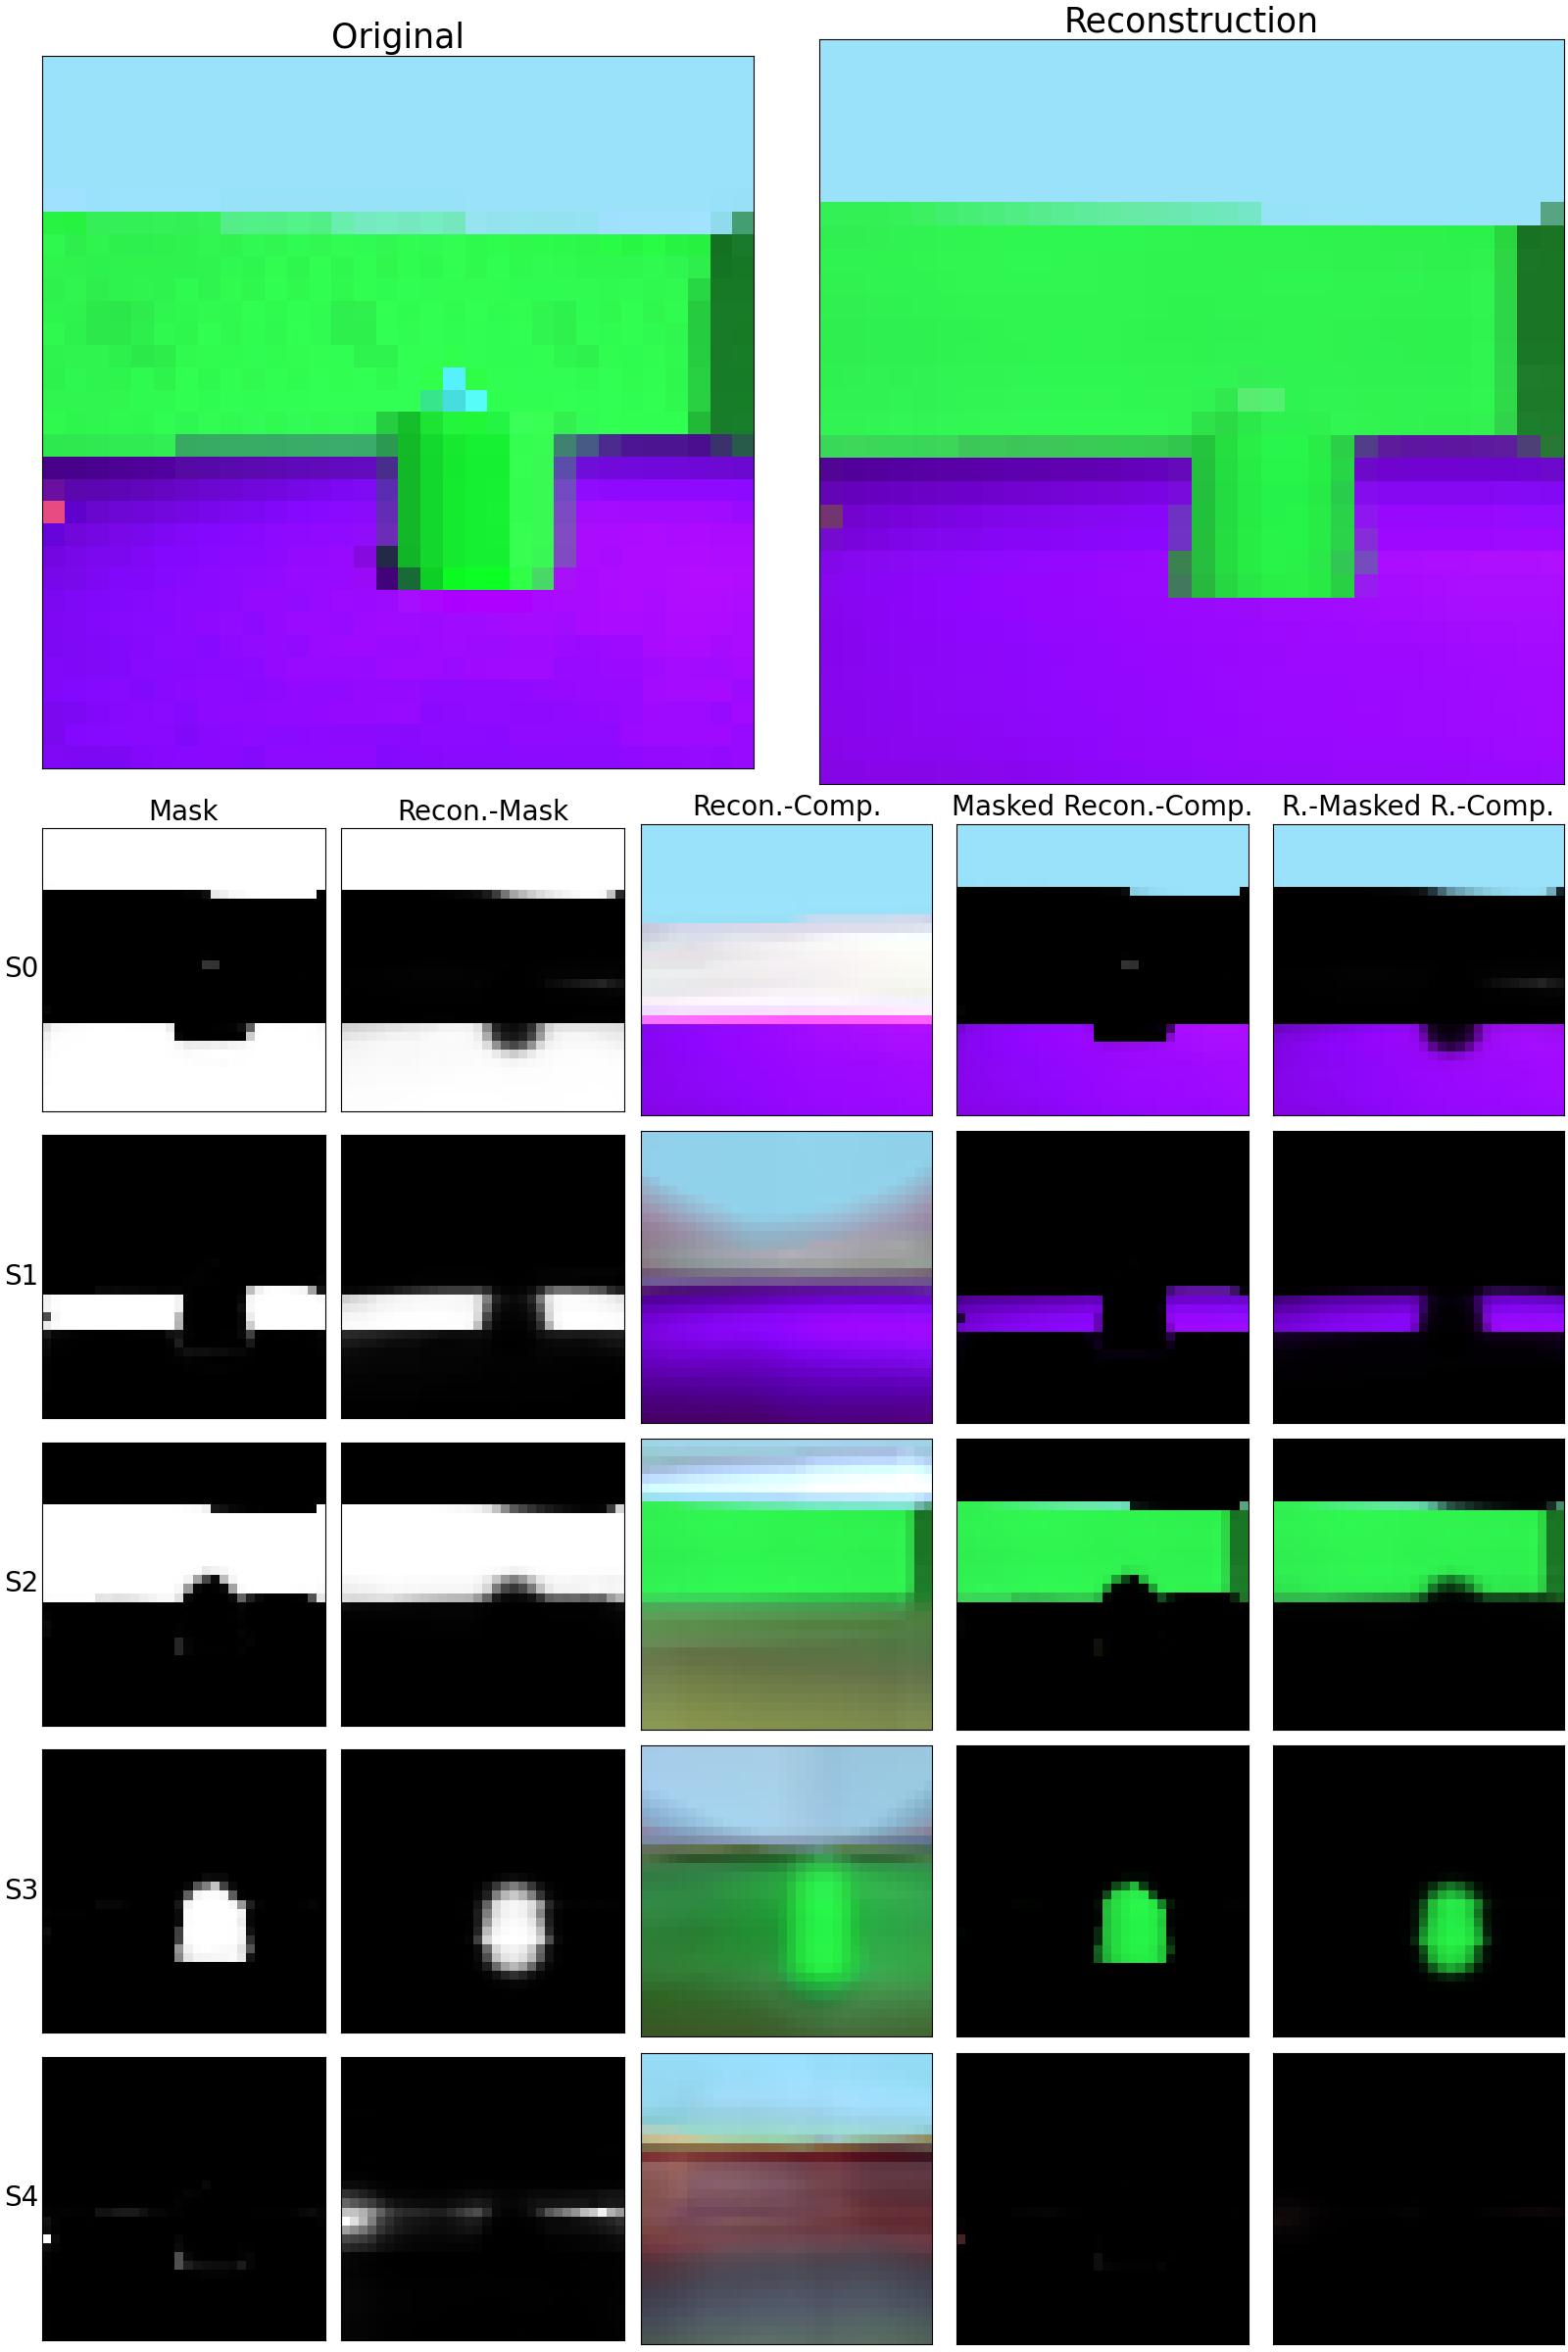 Original
Reconstruction
Mask
Recon.-Mask
Recon.-Comp.
Masked Recon.-Comp.
R.-Masked R.-Comp.
S0
S1
S2
S3
S4